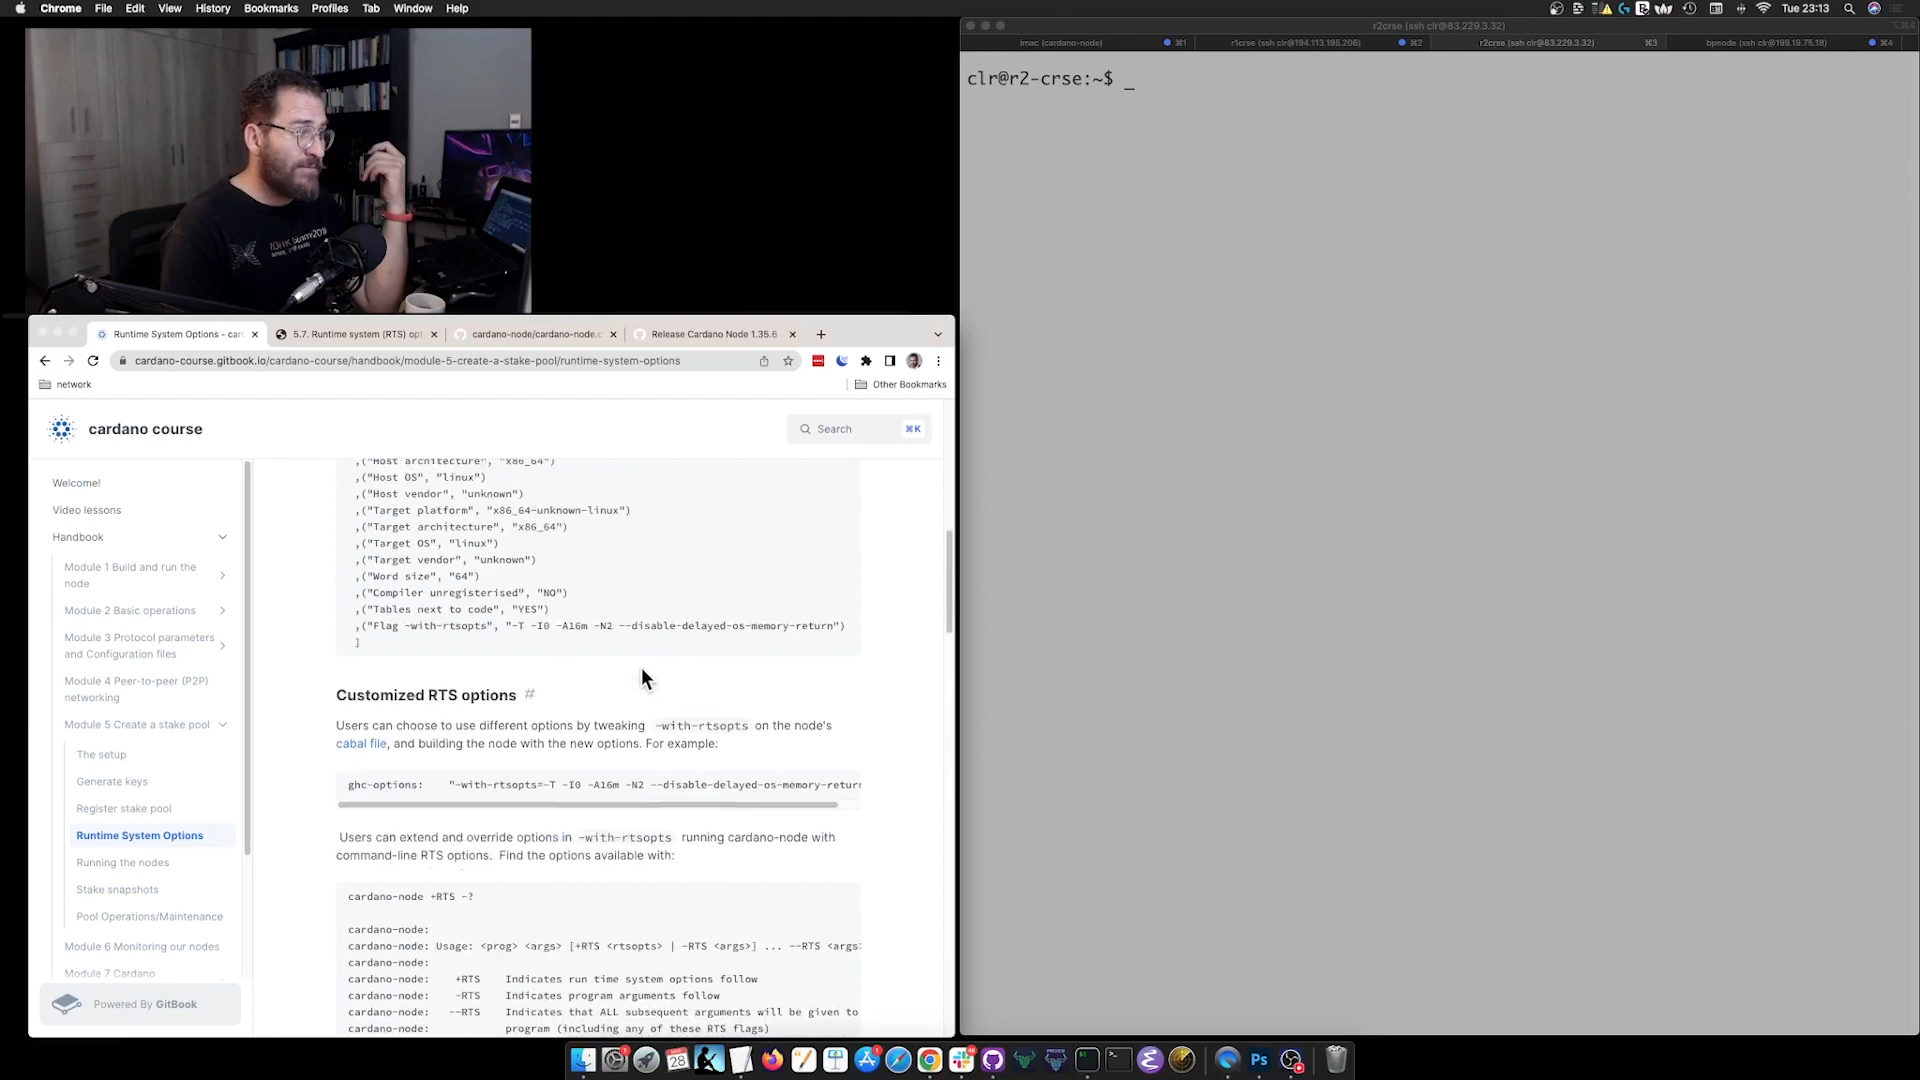 Chrome File Edit View History Bookmarks Profiles Tab Window Help
Tue 23:13
r2crse (ssh clr@83.229.3.32)
⌥⌘4
imac (cardano-node) ⌘1
r1crse (ssh clr@194.113.195.206) ⌘2
r2crse (ssh clr@83.229.3.32) ⌘3
bpnode (ssh clr@199.19.75.18) ⌘4
clr@r2-crse:~$ _
Runtime System Options - car
5.7. Runtime system (RTS) opt
cardano-node/cardano-node.c
Release Cardano Node 1.35.6
cardano-course.gitbook.io/cardano-course/handbook/module-5-create-a-stake-pool/runtime-system-options
network
Other Bookmarks
cardano course
Search ⌘K
Welcome!
Video lessons
Handbook
Module 1 Build and run the
node
Module 2 Basic operations
Module 3 Protocol parameters
and Configuration files
Module 4 Peer-to-peer (P2P)
networking
Module 5 Create a stake pool
The setup
Generate keys
Register stake pool
Runtime System Options
Running the nodes
Stake snapshots
Pool Operations/Maintenance
Module 6 Monitoring our nodes
Module 7 Cardano
Powered By GitBook
,("Host architecture", "x86_64")
,("Host OS", "linux")
,("Host vendor", "unknown")
,("Target platform", "x86_64-unknown-linux")
,("Target architecture", "x86_64")
,("Target OS", "linux")
,("Target vendor", "unknown")
,("Word size", "64")
,("Compiler unregisterised", "NO")
,("Tables next to code", "YES")
,("Flag -with-rtsopts", "-T -I0 -A16m -N2 --disable-delayed-os-memory-return")
]
Customized RTS options #
Users can choose to use different options by tweaking -with-rtsopts on the node's
cabal file, and building the node with the new options. For example:
ghc-options: "-with-rtsopts=-T -I0 -A16m -N2 --disable-delayed-os-memory-return
Users can extend and override options in -with-rtsopts running cardano-node with
command-line RTS options. Find the options available with:
cardano-node +RTS -?
cardano-node:
cardano-node: Usage: <prog> <args> [+RTS <rtsopts> | -RTS <args>] ... --RTS <args>
cardano-node:
cardano-node: +RTS Indicates run time system options follow
cardano-node: -RTS Indicates program arguments follow
cardano-node: --RTS Indicates that ALL subsequent arguments will be given to
cardano-node: program (including any of these RTS flags)